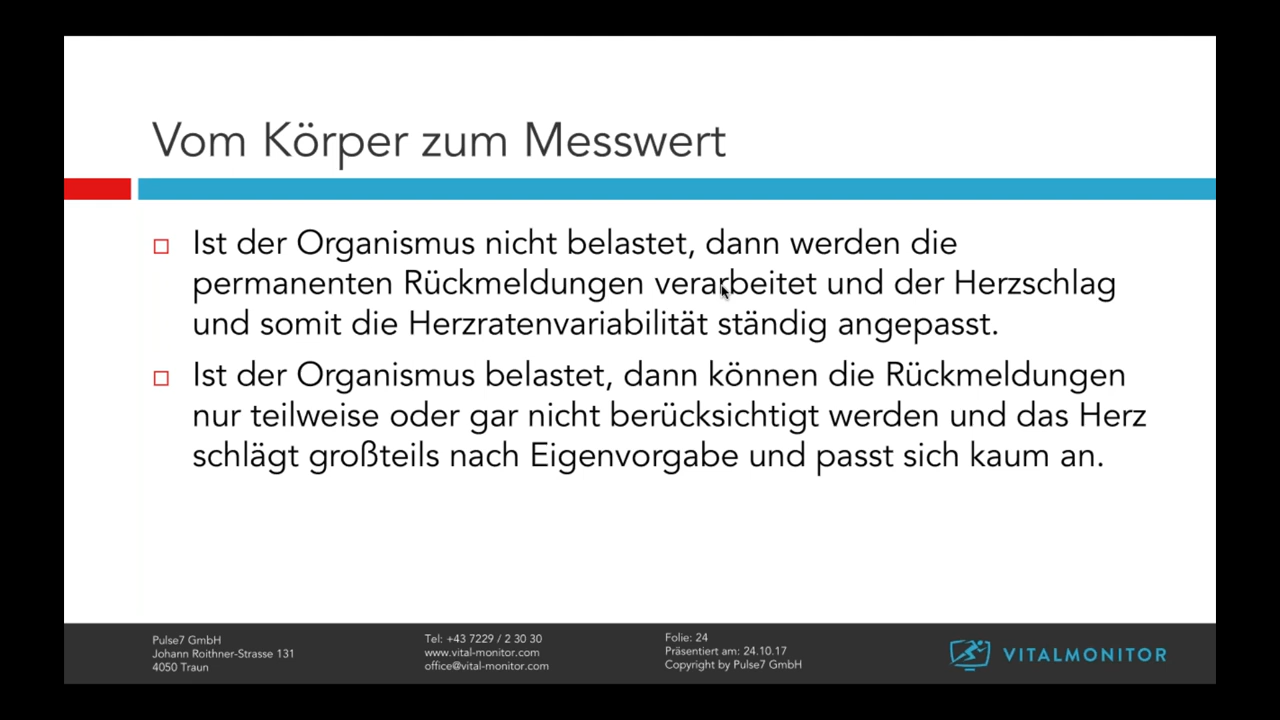 Vom Körper zum Messwert
Ist der Organismus nicht belastet, dann werden die
permanenten Rückmeldungen verarbeitet und der Herzschlag
und somit die Herzratenvariabilität ständig angepasst.
Ist der Organismus belastet, dann können die Rückmeldungen
nur teilweise oder gar nicht berücksichtigt werden und das Herz
schlägt großteils nach Eigenvorgabe und passt sich kaum an.
Pulse7 GmbH
Johann Roithner-Strasse 131
4050 Traun
Tel: +43 7229 / 2 30 30
www.vital-monitor.com
office@vital-monitor.com
Folie: 24
Präsentiert am: 24.10.17
Copyright by Pulse7 GmbH
VITALMONITOR